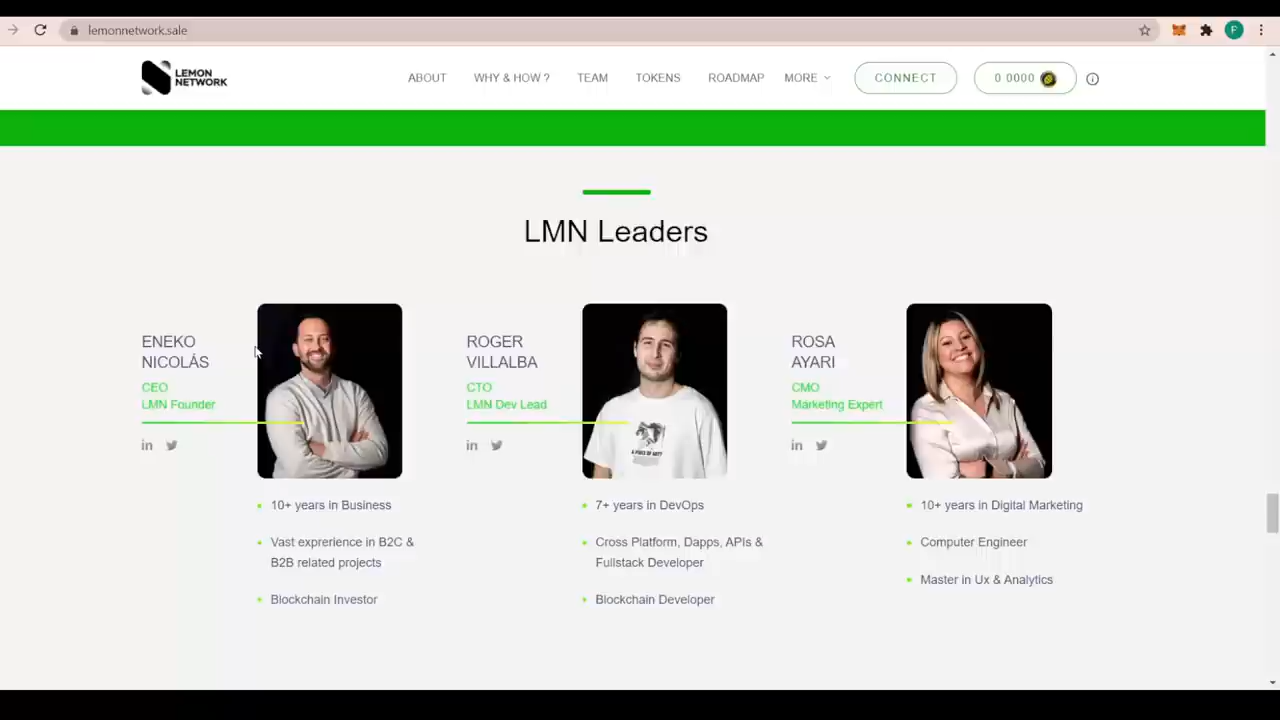 lemonnetwork.sale
LEMON
NETWORK
ABOUT WHY & HOW ? TEAM TOKENS ROADMAP MORE CONNECT 0 0000
LMN Leaders
ENEKO
NICOLÁS
CEO
LMN Founder
in
10+ years in Business
Vast exprerience in B2C &
B2B related projects
Blockchain Investor
ROGER
VILLALBA
CTO
LMN Dev Lead
in
7+ years in DevOps
Cross Platform, Dapps, APIs &
Fullstack Developer
Blockchain Developer
ROSA
AYARI
CMO
Marketing Expert
in
10+ years in Digital Marketing
Computer Engineer
Master in Ux & Analytics